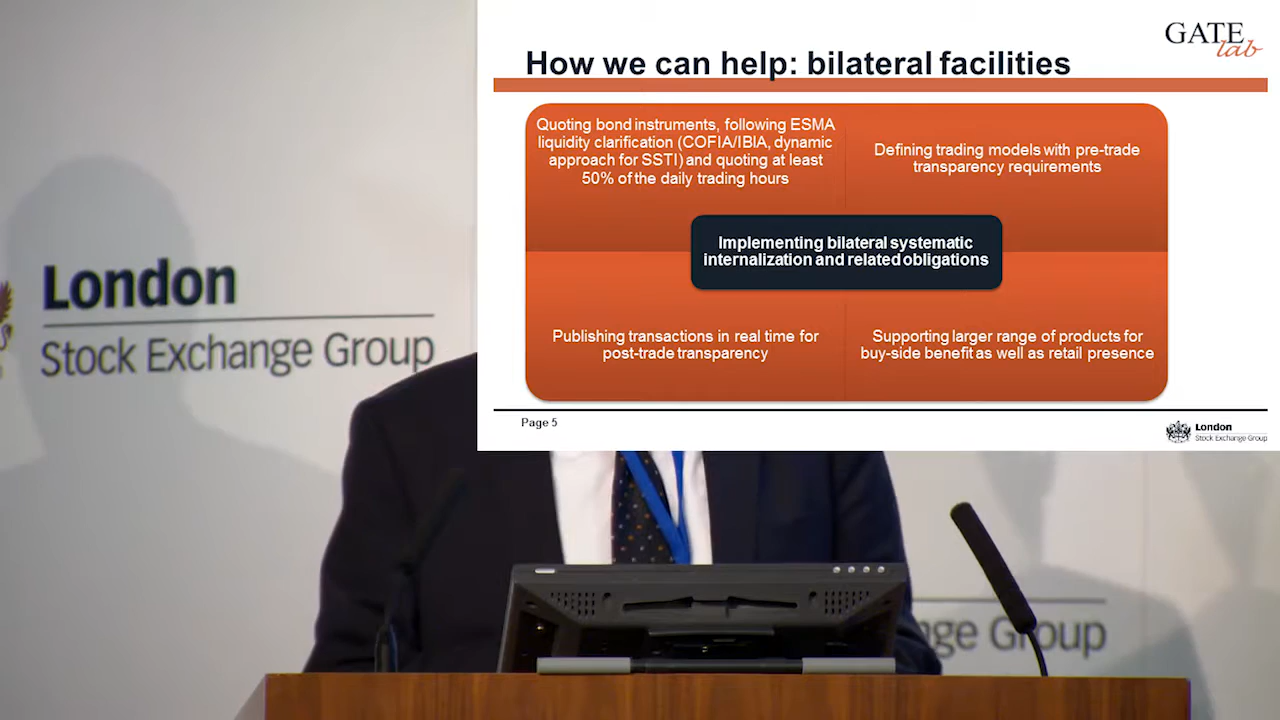 GATE
lab
How we can help: bilateral facilities
Quoting bond instruments, following ESMA
liquidity clarification (COFIA/IBIA, dynamic
approach for SSTI) and quoting at least
50% of the daily trading hours
Defining trading models with pre-trade
transparency requirements
Implementing bilateral systematic
internalization and related obligations
Publishing transactions in real time for
post-trade transparency
Supporting larger range of products for
buy-side benefit as well as retail presence
Page 5
London
Stock Exchange Group
London
Stock Exchange Group
nge Group